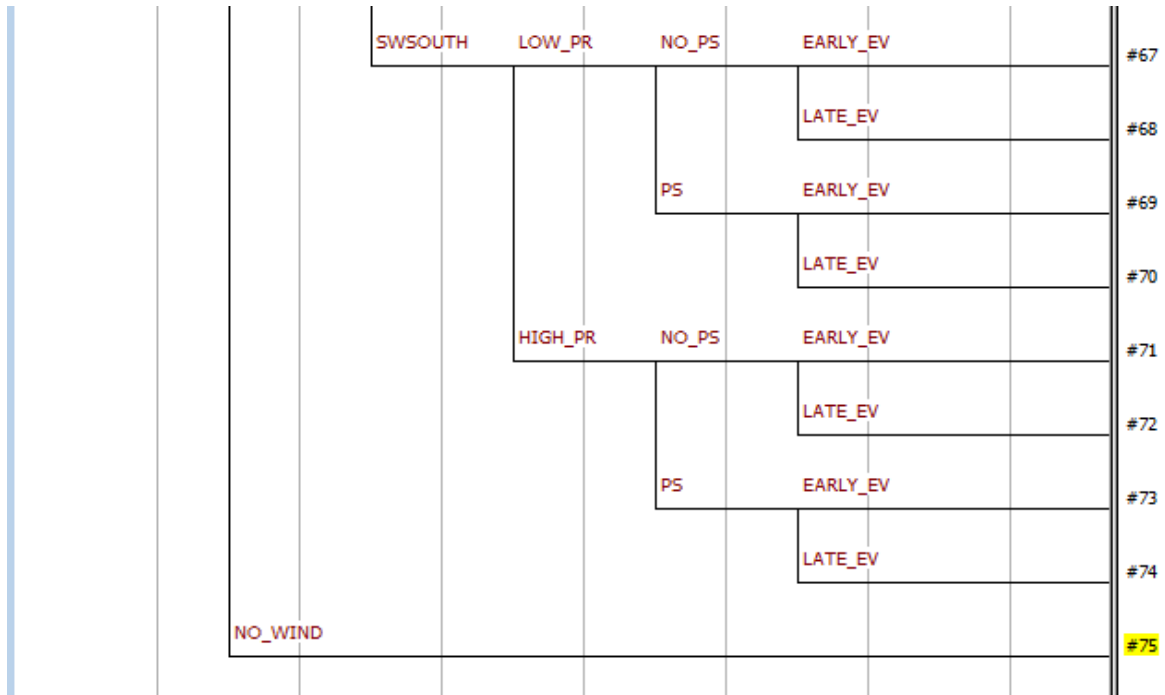 SWSOUTH LOW_PR NO_PS EARLY_EV #67
LATE_EV #68
PS EARLY_EV #69
LATE_EV #70
HIGH_PR NO_PS EARLY_EV #71
LATE_EV #72
PS EARLY_EV #73
LATE_EV #74
NO_WIND #75